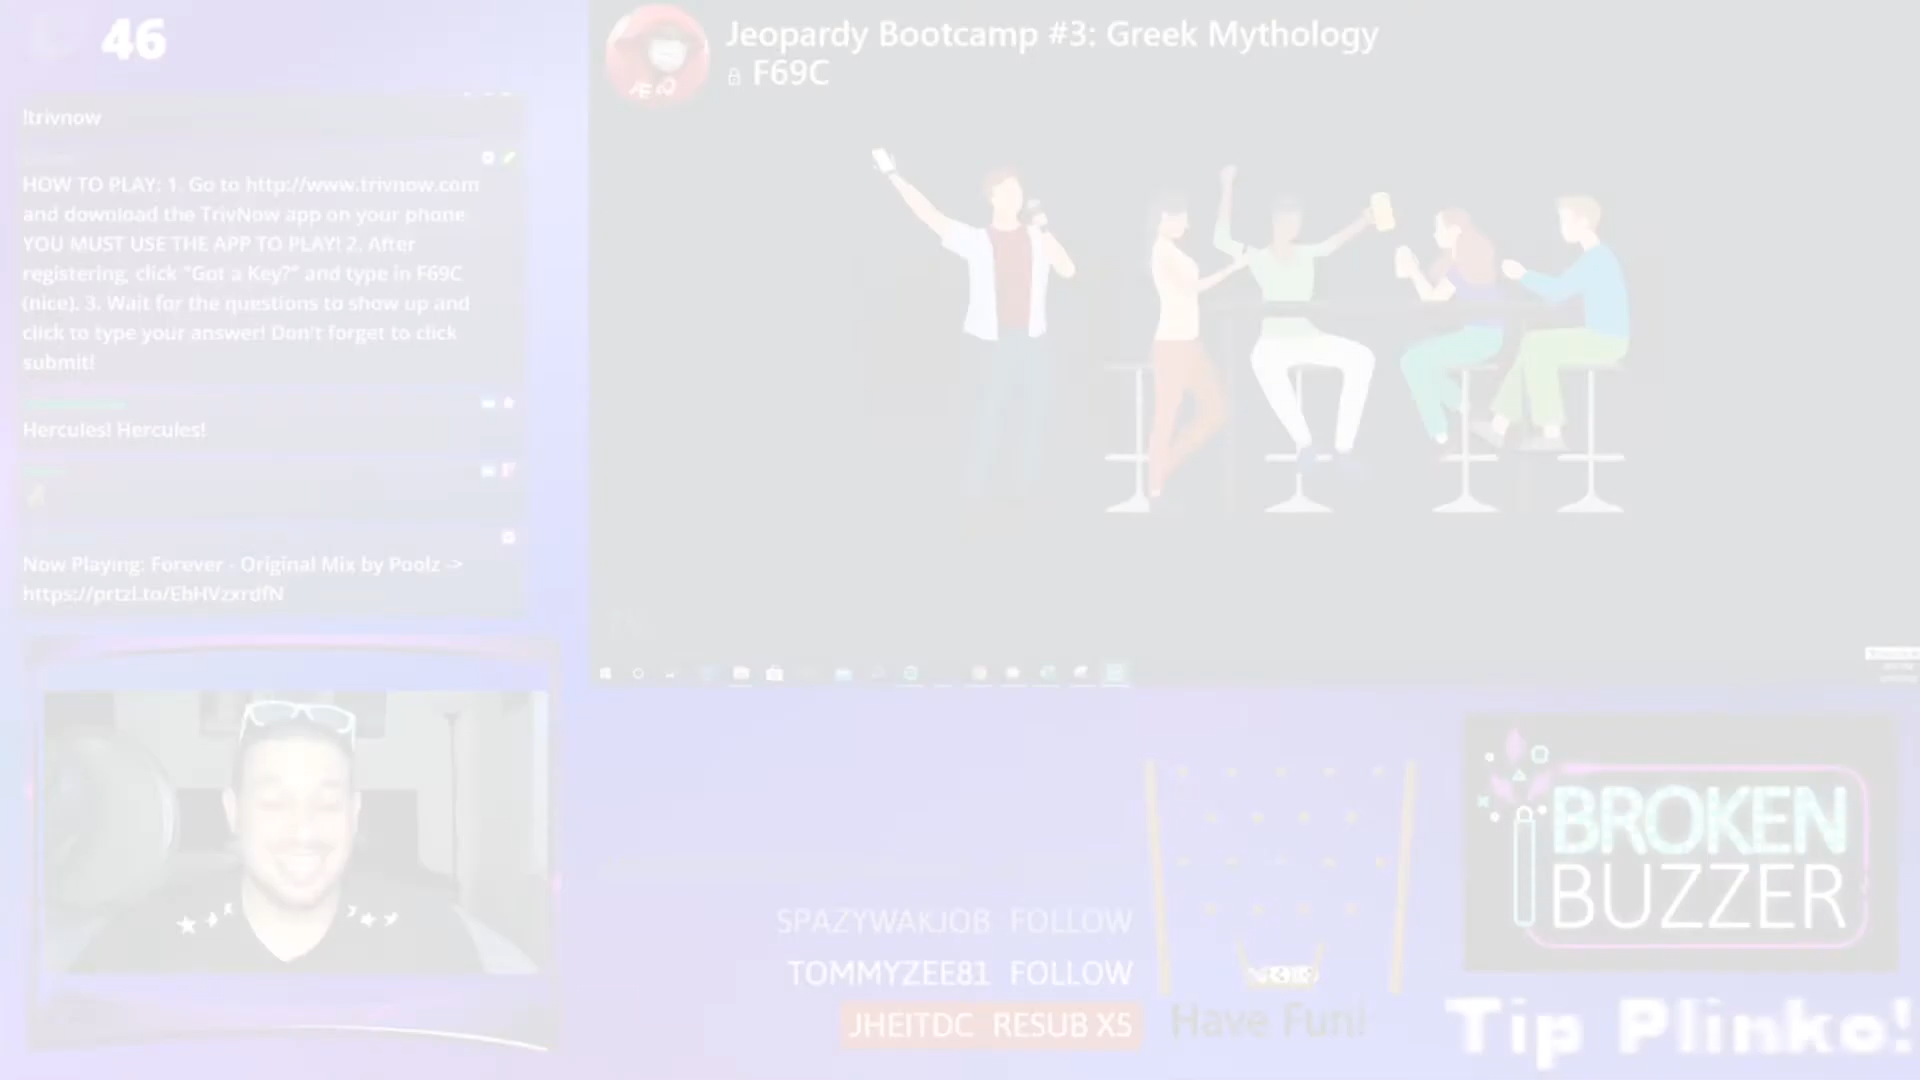 46
!trivnow
HOW TO PLAY: 1. Go to http://www.trivnow.com
and download the TrivNow app on your phone
YOU MUST USE THE APP TO PLAY! 2. After
registering, click "Got a Key?" and type in F69C
(nice). 3. Wait for the questions to show up and
click to type your answer! Don't forget to click
submit!
Hercules! Hercules!
Now Playing: Forever - Original Mix by Poolz ->
https://prtzl.to/EbHVzxrdfN
Jeopardy Bootcamp #3: Greek Mythology
F69C
SPAZYWAKJOB FOLLOW
TOMMYZEE81 FOLLOW
JHEITDC RESUB X5
Have Fun!
BROKEN
BUZZER
Tip Plinko!